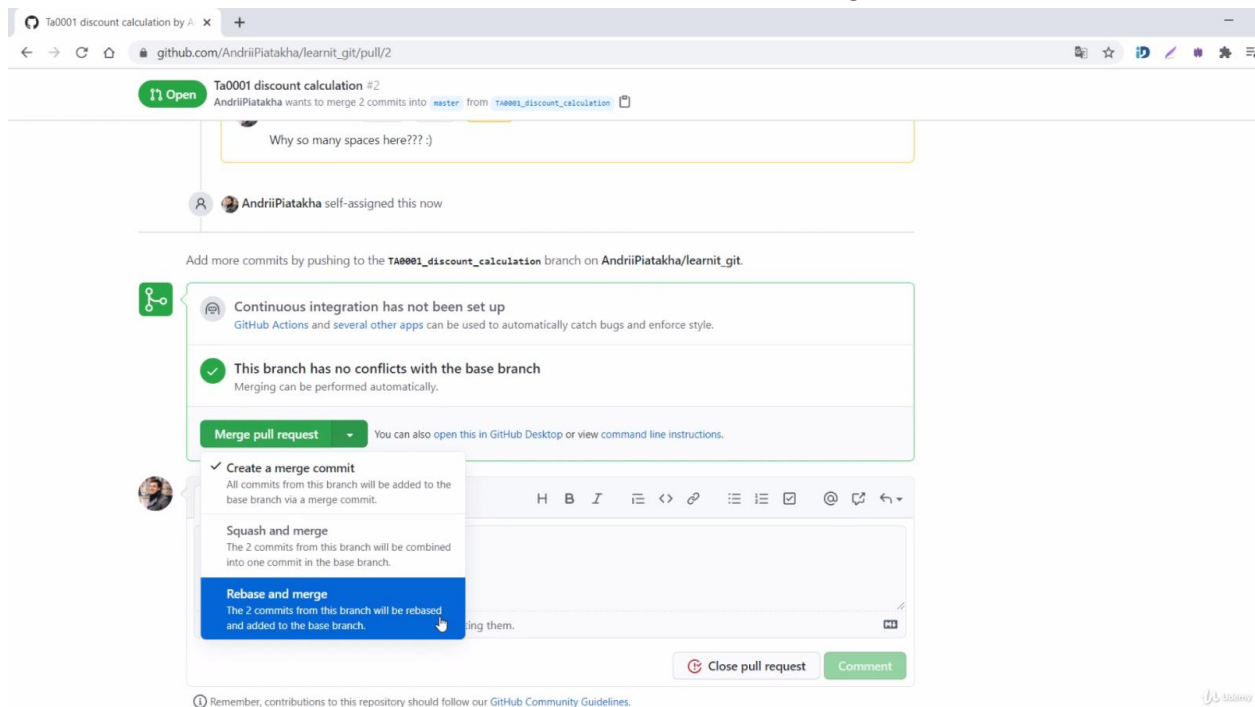 Ta0001 discount calculation by A
github.com/AndriiPiatakha/learnit_git/pull/2
Open
Ta0001 discount calculation #2
AndriiPiatakha wants to merge 2 commits into master from TA0001_discount_calculation
Why so many spaces here??? :)
AndriiPiatakha self-assigned this now
Add more commits by pushing to the TA0001_discount_calculation branch on AndriiPiatakha/learnit_git.
Continuous integration has not been set up
GitHub Actions and several other apps can be used to automatically catch bugs and enforce style.
This branch has no conflicts with the base branch
Merging can be performed automatically.
Merge pull request
You can also open this in GitHub Desktop or view command line instructions.
Create a merge commit
All commits from this branch will be added to the
base branch via a merge commit.
Squash and merge
The 2 commits from this branch will be combined
into one commit in the base branch.
Rebase and merge
The 2 commits from this branch will be rebased
and added to the base branch.
H B I
ting them.
Close pull request
Comment
Remember, contributions to this repository should follow our GitHub Community Guidelines.
Udemy